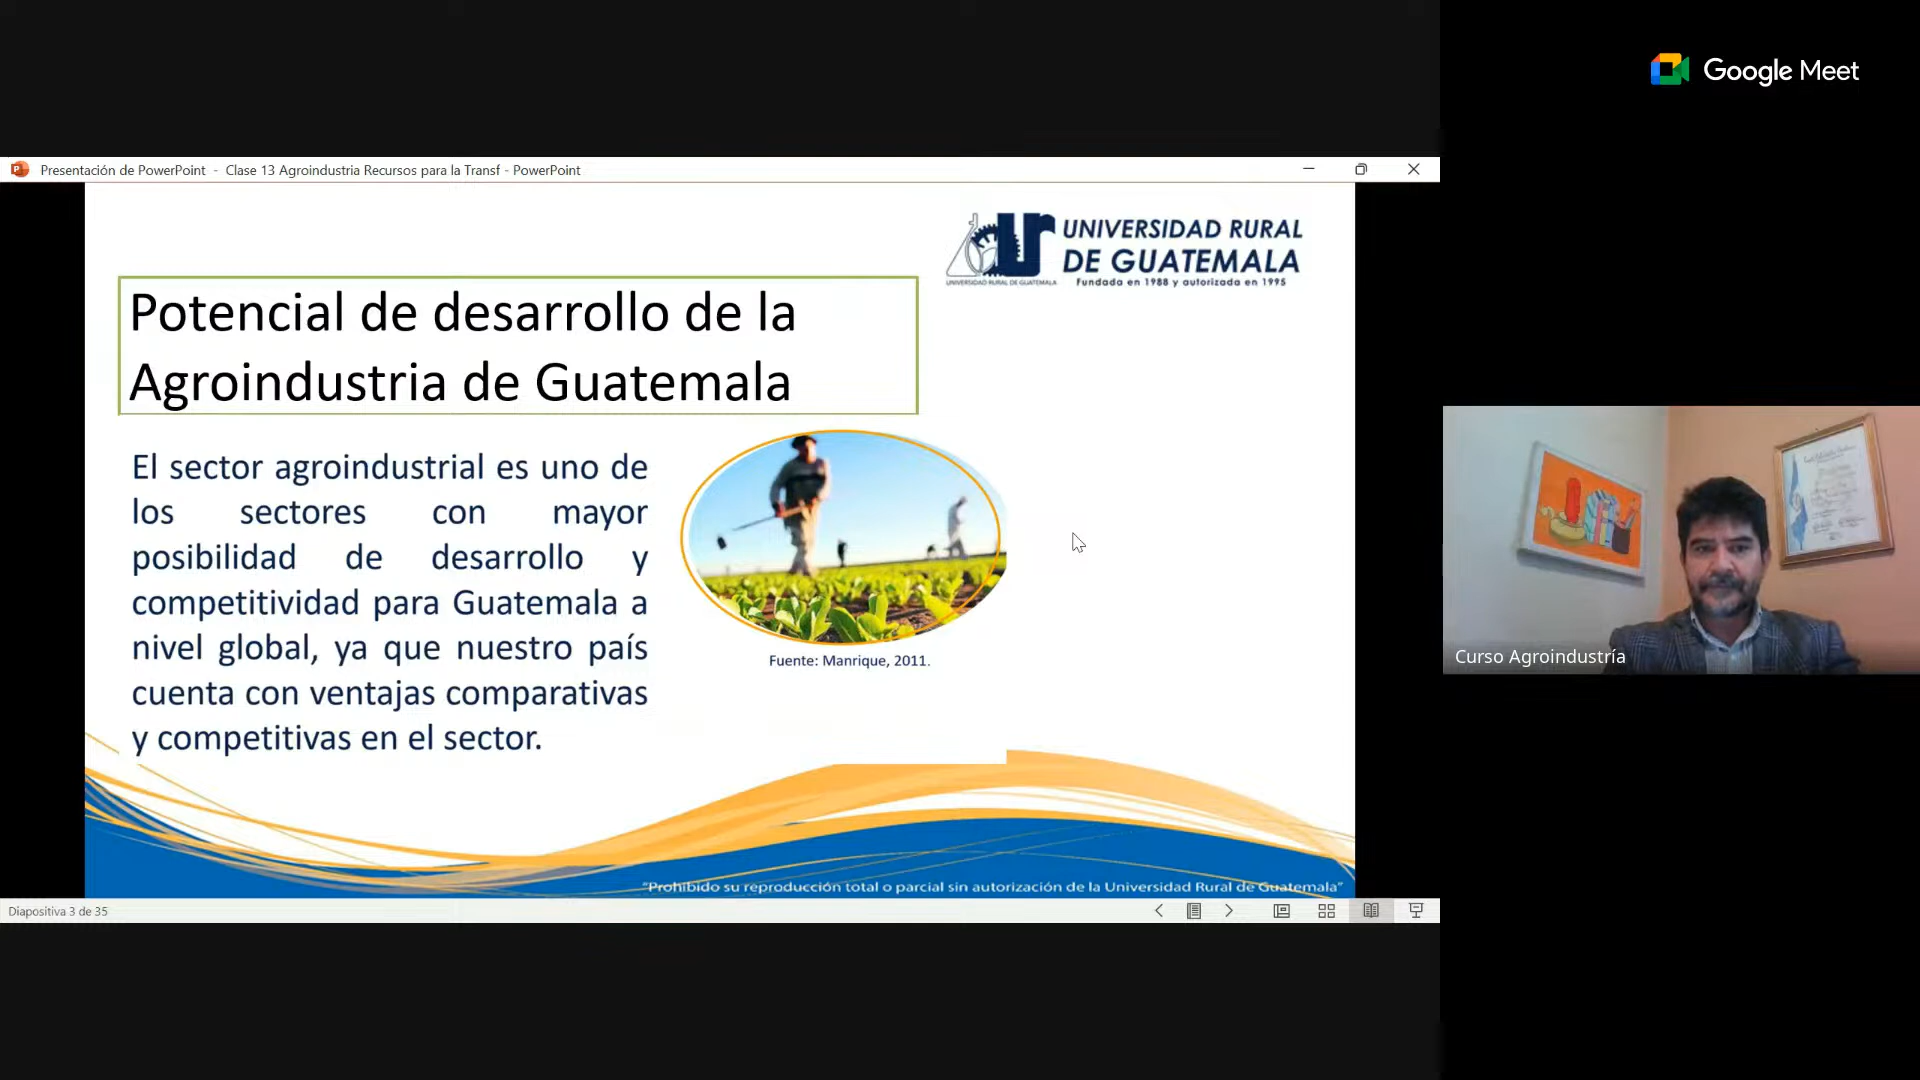 Google Meet
Presentación de PowerPoint - Clase 13 Agroindustria Recursos para la Transf - PowerPoint
UNIVERSIDAD RURAL
DE GUATEMALA
UNIVERSIDAD RURAL DE GUATEMALA
Fundada en 1988 y autorizada en 1995
Potencial de desarrollo de la
Agroindustria de Guatemala
El sector agroindustrial es uno de
los sectores con mayor
posibilidad de desarrollo y
competitividad para Guatemala a
nivel global, ya que nuestro país
cuenta con ventajas comparativas
y competitivas en el sector.
Fuente: Manrique, 2011.
"Prohibido su reproducción total o parcial sin autorización de la Universidad Rural de Guatemala"
Diapositiva 3 de 35
Curso Agroindustría